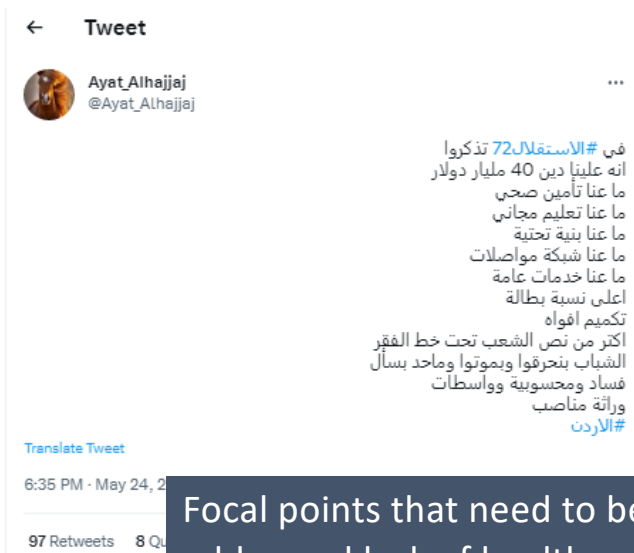 ← Tweet
Ayat_Alhajjaj
@Ayat_Alhajjaj
في #الاستقلال72 تذكروا
انه علينا دين 40 مليار دولار
ما عنا تأمين صحي
ما عنا تعليم مجاني
ما عنا بنية تحتية
ما عنا شبكة مواصلات
ما عنا خدمات عامة
اعلى نسبة بطالة
تكميم افواه
اكتر من نص الشعب تحت خط الفقر
الشباب بنحرقوا وبموتوا وماحد بسأل
فساد ومحسوبية وواسطات
وراثة مناصب
#الاردن
Translate Tweet
6:35 PM · May 24, 2
Focal points that need to be
97 Retweets 8 Qu